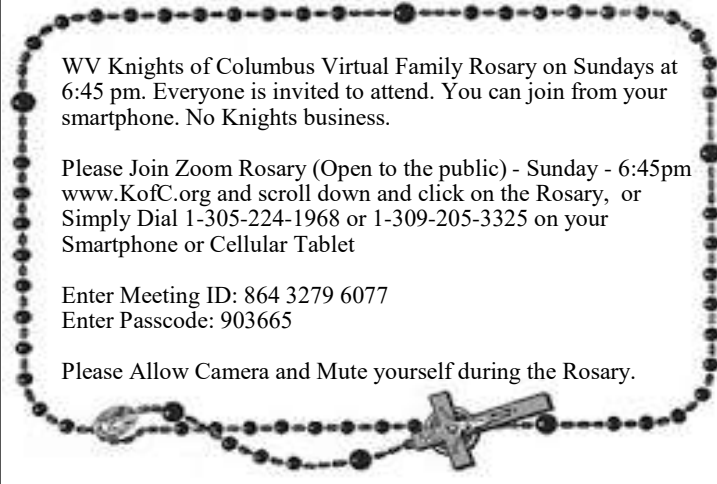 WV Knights of Columbus Virtual Family Rosary on Sundays at
6:45 pm. Everyone is invited to attend. You can join from your
smartphone. No Knights business.
Please Join Zoom Rosary (Open to the public) - Sunday - 6:45pm
www.KofC.org and scroll down and click on the Rosary, or
Simply Dial 1-305-224-1968 or 1-309-205-3325 on your
Smartphone or Cellular Tablet
Enter Meeting ID: 864 3279 6077
Enter Passcode: 903665
Please Allow Camera and Mute yourself during the Rosary.